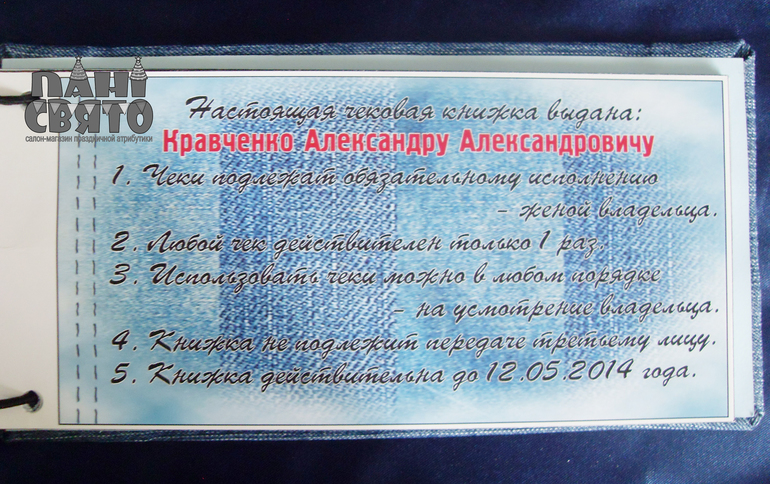 ПАНІ
СВЯТО
салон-магазин праздничной атрибутики
Настоящая чековая книжка выдана:
Кравченко Александру Александровичу
1. Чеки подлежат обязательному исполнению
- женой владельца.
2. Любой чек действителен только 1 раз.
3. Использовать чеки можно в любом порядке
- на усмотрение владельца.
4. Книжка не подлежит передаче третьему лицу.
5. Книжка действительна до 12.05.2014 года.